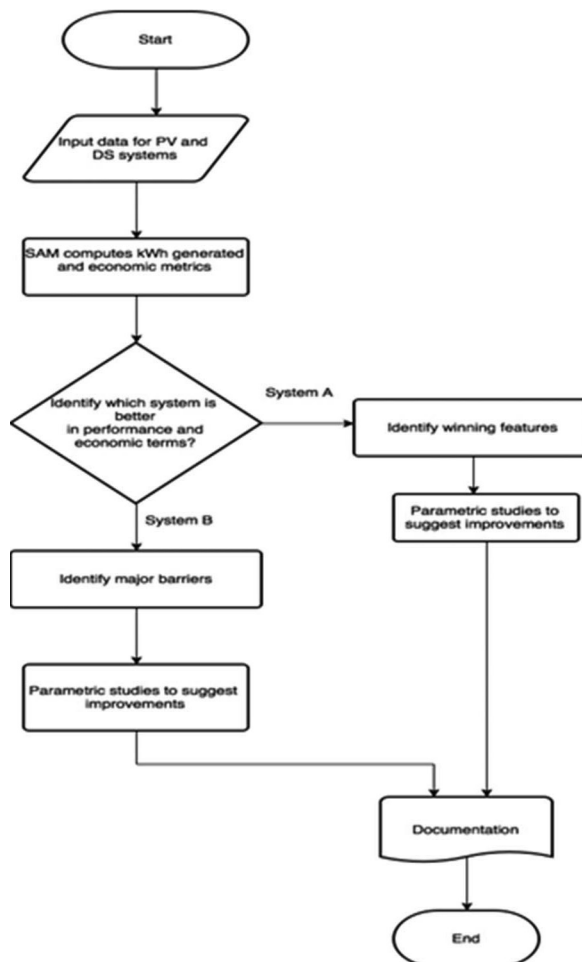 Start
Input data for PV and
DS systems
SAM computes kWh generated
and economic metrics
Identify which system is
better
in performance and
economic terms?
System A
Identify winning features
Parametric studies to
suggest improvements
System B
Identify major barriers
Parametric studies to suggest
improvements
Documentation
End